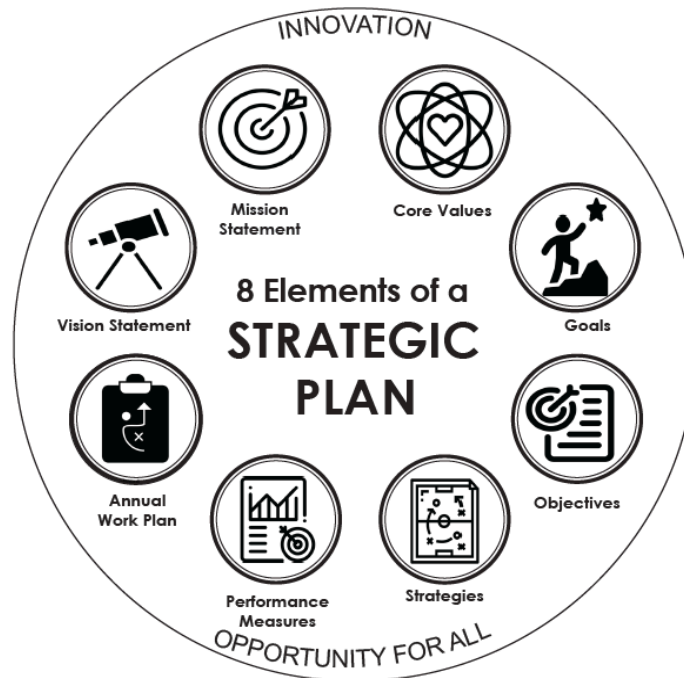 INNOVATION
Mission
Statement
Core Values
Vision Statement
8 Elements of a
STRATEGIC
PLAN
Goals
Annual
Work Plan
Objectives
Performance
Measures
Strategies
OPPORTUNITY FOR ALL